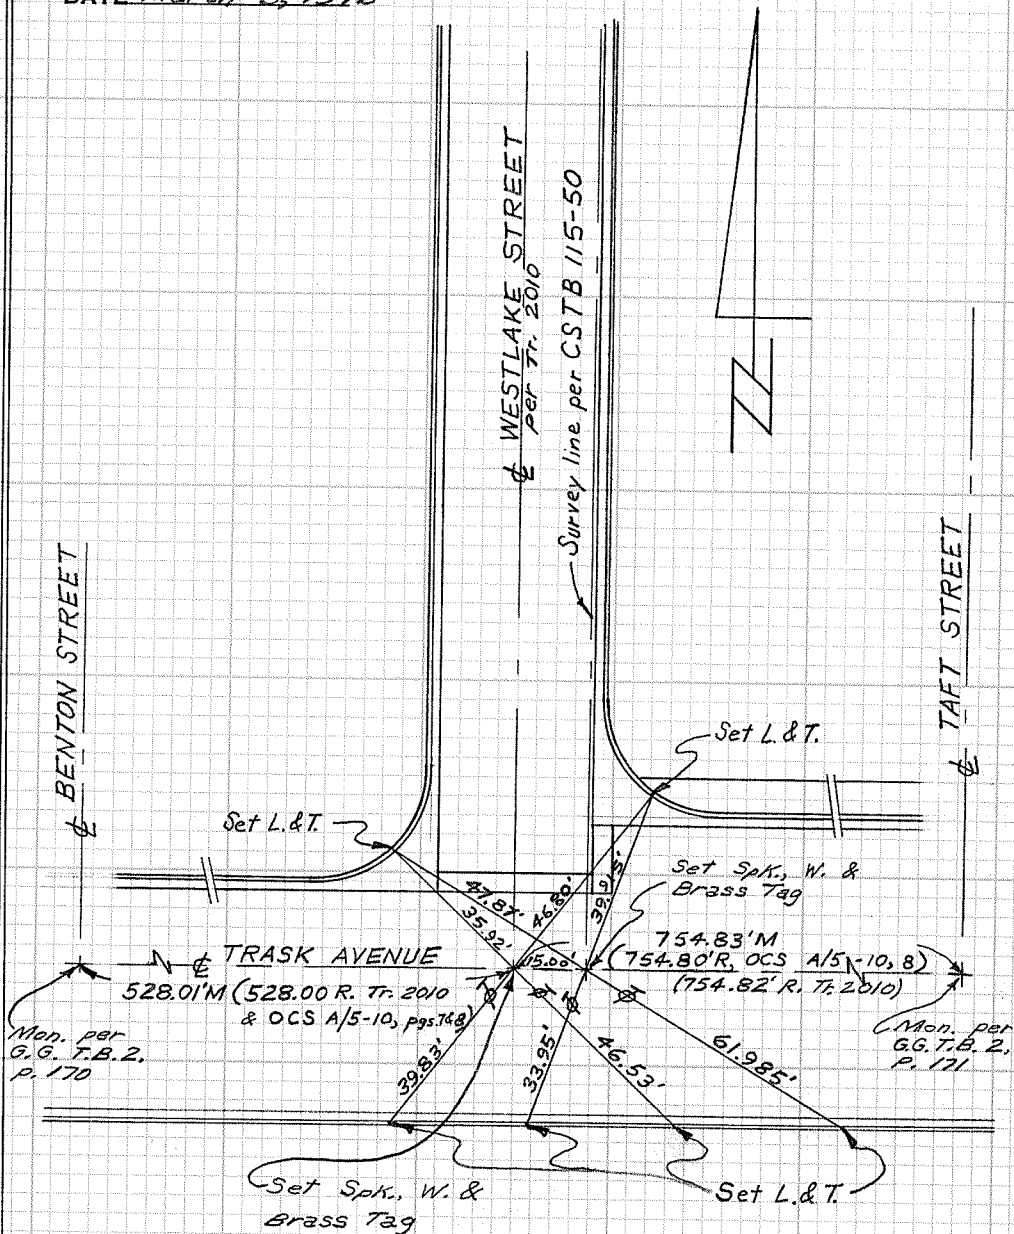 DATE March
WESTLAKE STREET
per Tr. 2010
Survey line per CSTB 115-50
BENTON STREET
TAFT STREET
Set L.&T.
Set L.&T.
Set Spk., W. &
Brass Tag
47.87'
35.92'
46.80'
39.915'
TRASK AVENUE
15.00'
754.83'M
(754.80'R, OCS A/5-10, 8)
(754.82' R. Tr. 2010)
528.01'M (528.00 R. Tr. 2010
& OCS A/5-10, pgs.7&8)
Mon. per
G.G. T.B. 2,
P. 170
Mon. per
G.G. T.B. 2,
P. 171
39.83'
33.95'
46.53'
61.985'
Set Spk., W. &
Brass Tag
Set L.&T.